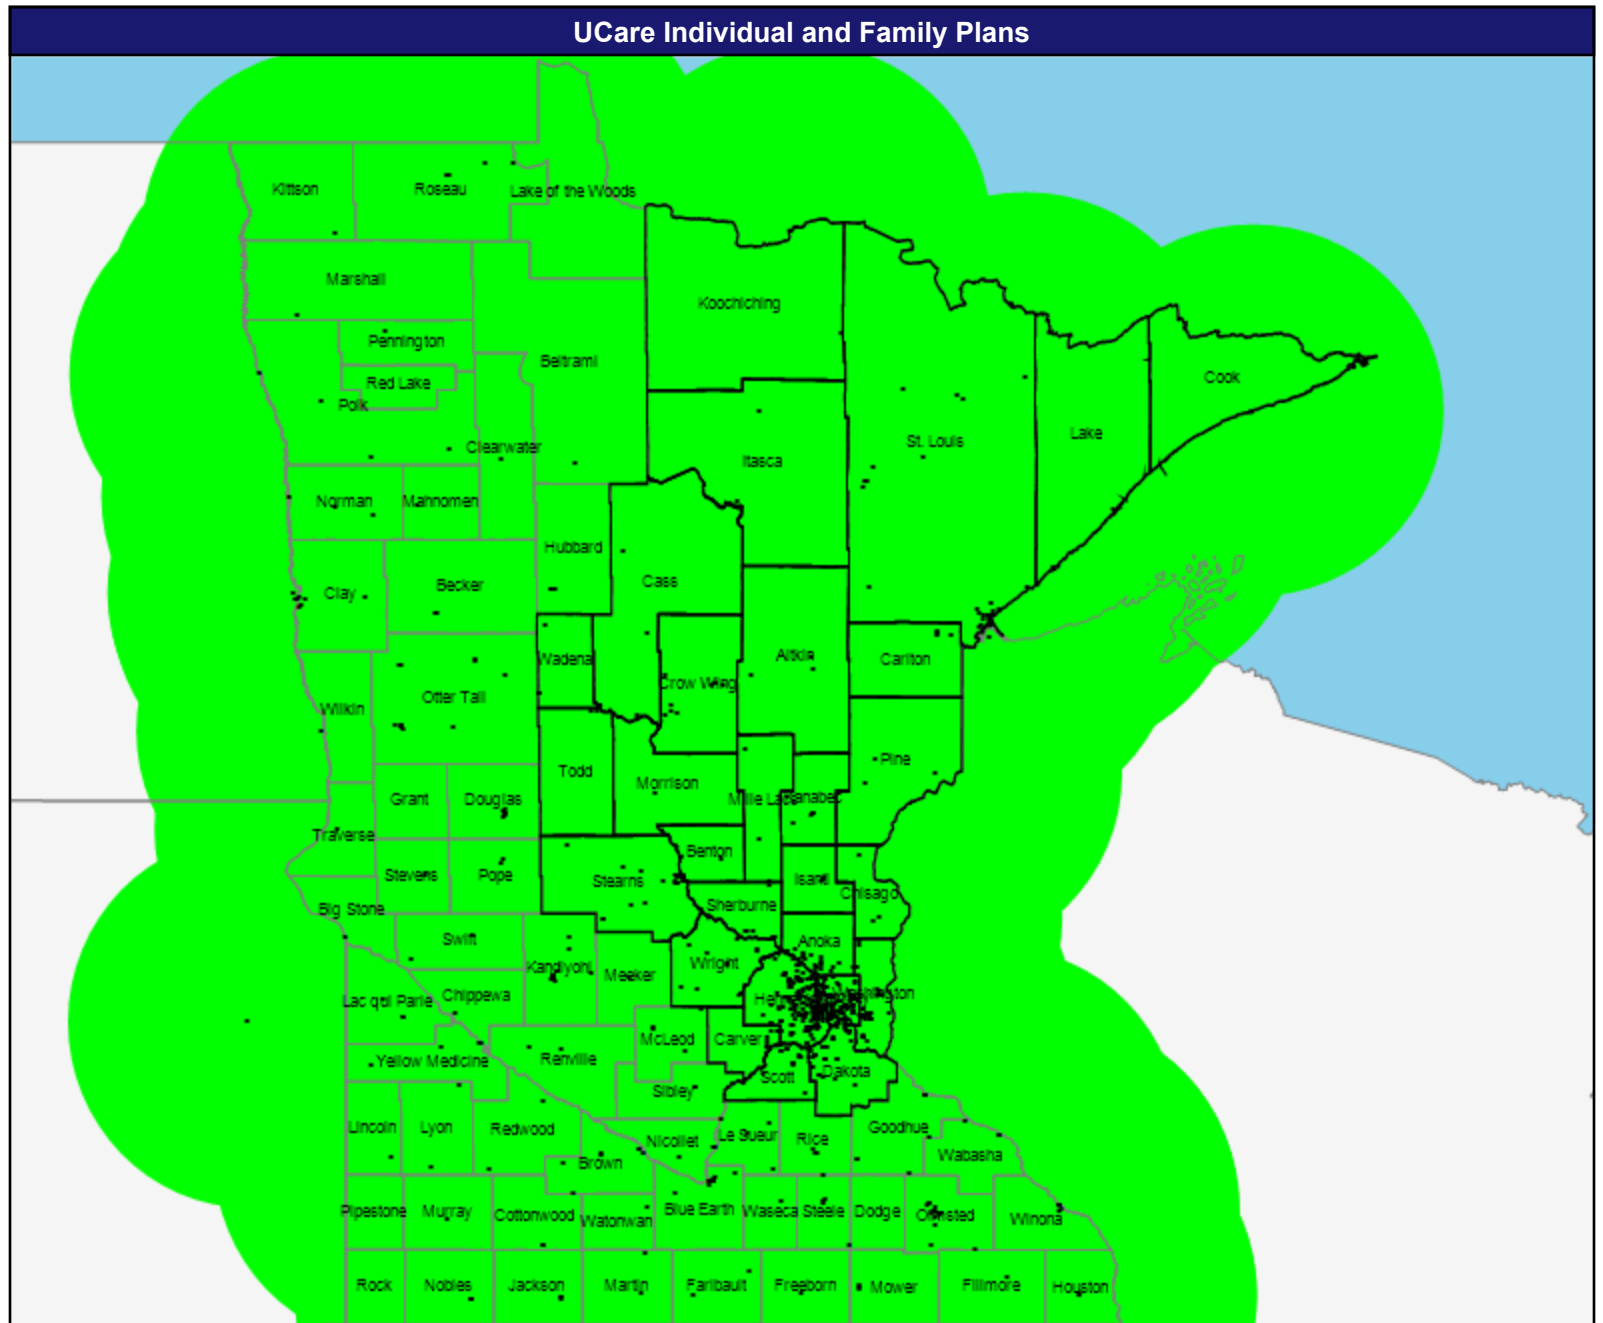 UCare Individual and Family Plans
Kittson
Roseau
Lake of the Woods
Marshall
Koochiching
Pennington
Beltrami
Red Lake
Cook
Polk
Lake
St. Louis
Clearwater
Itasca
Norman
Mahnomen
Hubbard
Cass
Becker
Clay
Wadena
Aitkin
Carlton
Crow Wing
Otter Tail
Wilkin
Pine
Todd
Morrison
Grant
Douglas
Mille Lacs
Kanabec
Traverse
Benton
Stevens
Pope
Stearns
Isanti
Chisago
Sherburne
Big Stone
Swift
Anoka
Wright
Kandiyohi
Meeker
Chippewa
Lac qui Parle
Washington
McLeod
Carver
Renville
Yellow Medicine
Dakota
Scott
Sibley
Lincoln
Lyon
Redwood
Nicollet
Le Sueur
Rice
Goodhue
Wabasha
Brown
Pipestone
Murray
Cottonwood
Watonwan
Blue Earth
Waseca
Steele
Dodge
Olmsted
Winona
Rock
Nobles
Jackson
Martin
Faribault
Freeborn
Mower
Fillmore
Houston